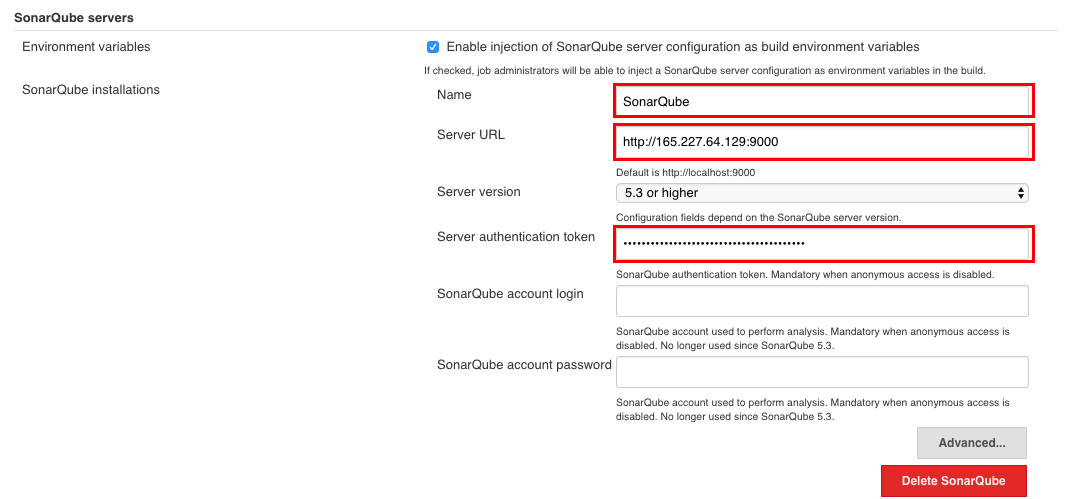 SonarQube servers
Environment variables
Enable injection of SonarQube server configuration as build environment variables
If checked, job administrators will be able to inject a SonarQube server configuration as environment variables in the build.
SonarQube installations
Name
SonarQube
Server URL
http://165.227.64.129:9000
Default is http://localhost:9000
Server version
5.3 or higher
Configuration fields depend on the SonarQube server version.
Server authentication token
••••••••••••••••••••••••••••••••••••••••
SonarQube authentication token. Mandatory when anonymous access is disabled.
SonarQube account login
SonarQube account used to perform analysis. Mandatory when anonymous access is
disabled. No longer used since SonarQube 5.3.
SonarQube account password
SonarQube account used to perform analysis. Mandatory when anonymous access is
disabled. No longer used since SonarQube 5.3.
Advanced...
Delete SonarQube